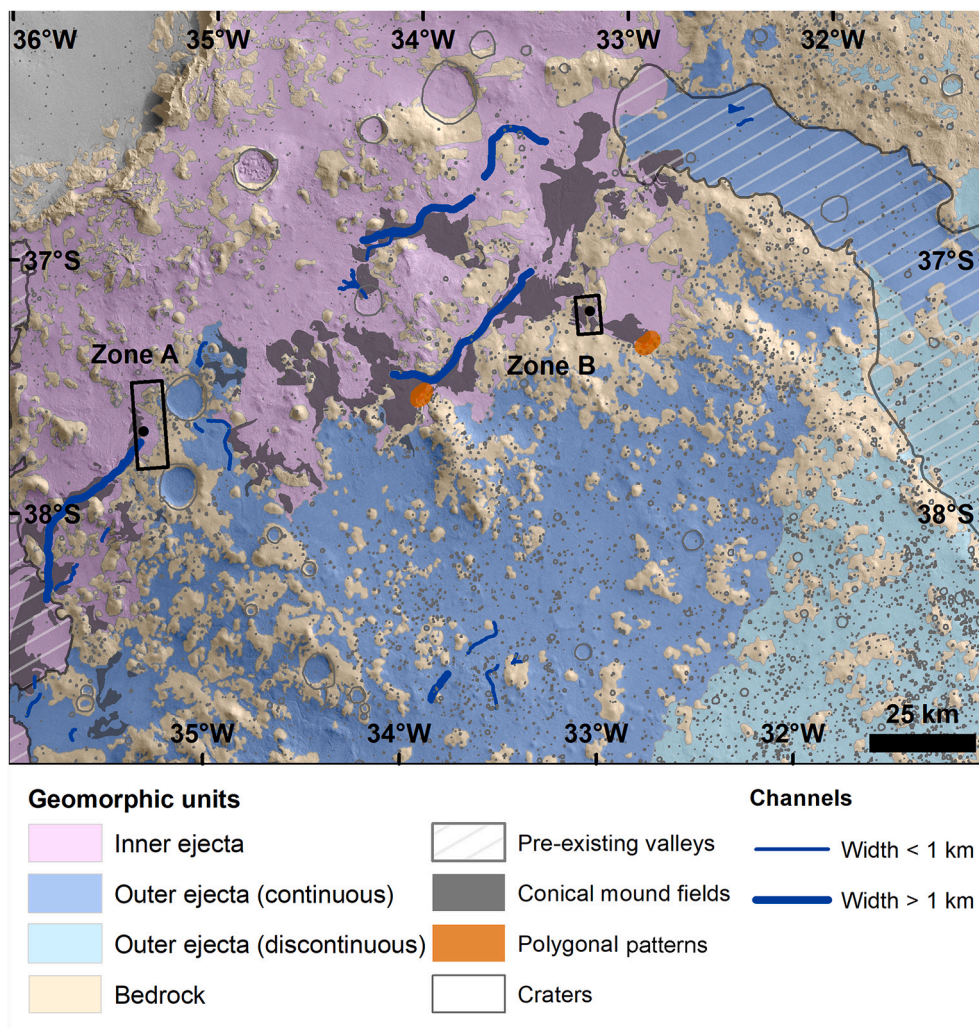 36°W 35°W 34°W 33°W 32°W
37°S 37°S
Zone A
Zone B
38°S 38°S
35°W 34°W 33°W 32°W
25 km
Geomorphic units
Inner ejecta
Outer ejecta (continuous)
Outer ejecta (discontinuous)
Bedrock
Pre-existing valleys
Conical mound fields
Polygonal patterns
Craters
Channels
Width < 1 km
Width > 1 km